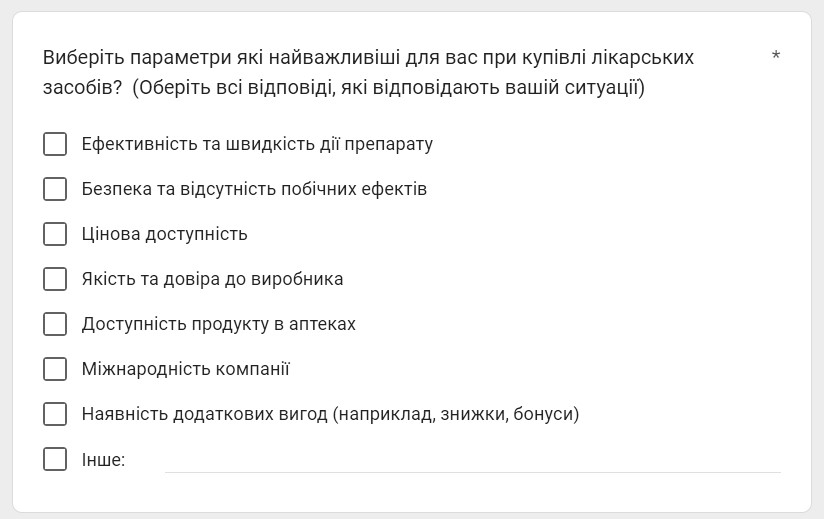 Виберіть параметри які найважливіші для вас при купівлі лікарських *
засобів?  (Оберіть всі відповіді, які відповідають вашій ситуації)
Ефективність та швидкість дії препарату
Безпека та відсутність побічних ефектів
Цінова доступність
Якість та довіра до виробника
Доступність продукту в аптеках
Міжнародність компанії
Наявність додаткових вигод (наприклад, знижки, бонуси)
Інше: